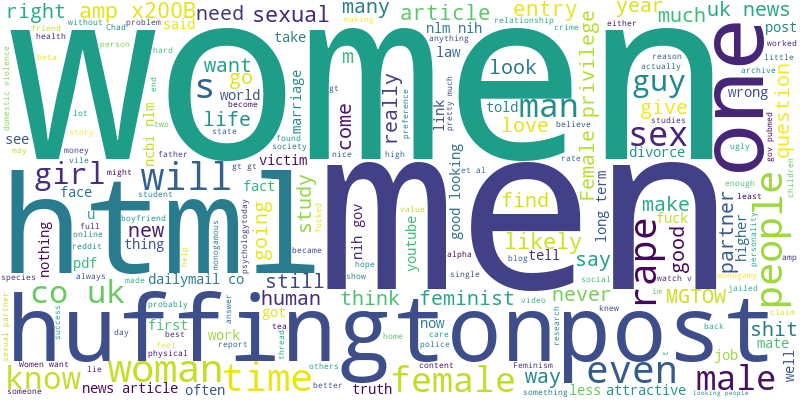 right
amp x200B
need
sexual
many
article
entry
year
much
uk news
without
Chad
said
nlm nih
post
friend
problem
making
relationship
anything
crime
health
person
hard
beta
want
take
m
look
law
either
worked
reason
little
actually
archive
wrong
Women
s
go
world
become
life
state
told
man
guy
give
love
believe
studies
divorce
sex
one
question
Female privilege
domestic violence
marriage
really
come
link
pretty much
preference
rate
ugly
gov pubmed
children
lot
end
two
found
society
nice
high
et al
see
story
ncbi nlm
may
money
vile
father
gt
gt gt
girl
might
will
victim
men
good looking
find
long term
make
enough
least
face
student
fact
study
nih gov
youtube
value
likely
say
fuck
rape
good
partner
higher
personality
people
html
u
boyfriend
going
fucked
psychologytoday
nothing
full
online
reddit
new
thing
monogamous
help
became
hope
show
alpha
single
blog
tell
watch v
monogamy
amp
species
pdf
always
made
dailymail co
still
social
im
jailed
claim
co uk
human
think
feminist
video
never
knew
MGTOW
sexual partner
success
probably
first
best
day
feel
physical
work
report
answer
got
tea
thread
home
now
care
police
research
back
shit
mate
job
huffingtonpost
Women want
lie
others
content
Feminism
t
know
woman
time
female
way
even
male
well
someone
news article
often
better
truth
something
less
attractive
looking people